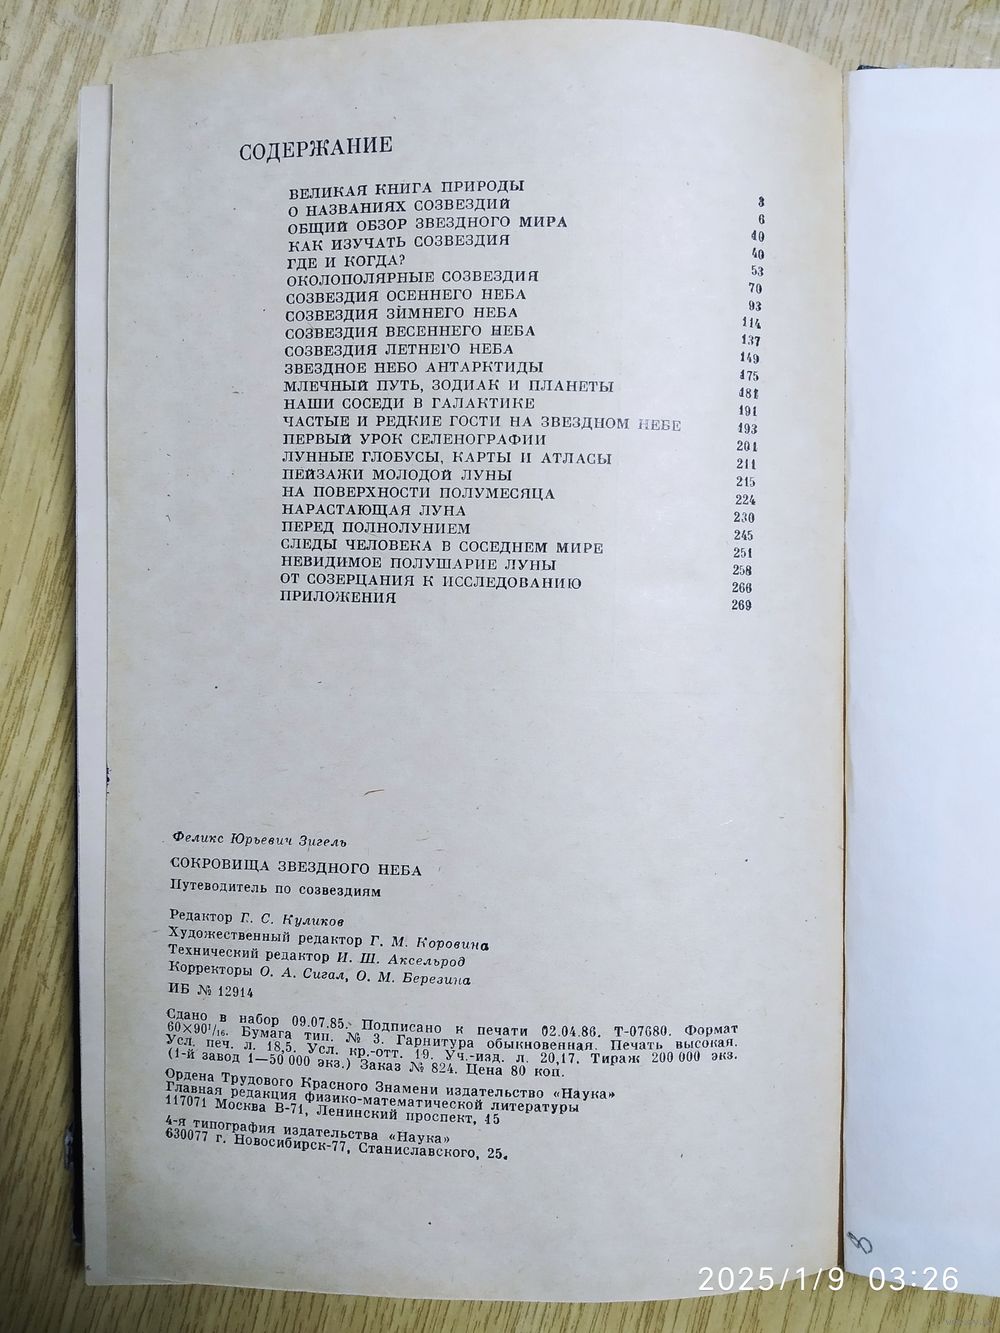 СОДЕРЖАНИЕ
ВЕЛИКАЯ КНИГА ПРИРОДЫ 3
О НАЗВАНИЯХ СОЗВЕЗДИЙ 6
ОБЩИЙ ОБЗОР ЗВЕЗДНОГО МИРА 10
КАК ИЗУЧАТЬ СОЗВЕЗДИЯ 40
ГДЕ И КОГДА? 53
ОКОЛОПОЛЯРНЫЕ СОЗВЕЗДИЯ 70
СОЗВЕЗДИЯ ОСЕННЕГО НЕБА 93
СОЗВЕЗДИЯ ЗИМНЕГО НЕБА 114
СОЗВЕЗДИЯ ВЕСЕННЕГО НЕБА 137
СОЗВЕЗДИЯ ЛЕТНЕГО НЕБА 149
ЗВЕЗДНОЕ НЕБО АНТАРКТИДЫ 175
МЛЕЧНЫЙ ПУТЬ, ЗОДИАК И ПЛАНЕТЫ 181
НАШИ СОСЕДИ В ГАЛАКТИКЕ 191
ЧАСТЫЕ И РЕДКИЕ ГОСТИ НА ЗВЕЗДНОМ НЕБЕ 193
ПЕРВЫЙ УРОК СЕЛЕНОГРАФИИ 201
ЛУННЫЕ ГЛОБУСЫ, КАРТЫ И АТЛАСЫ 211
ПЕЙЗАЖИ МОЛОДОЙ ЛУНЫ 215
НА ПОВЕРХНОСТИ ПОЛУМЕСЯЦА 224
НАРАСТАЮЩАЯ ЛУНА 230
ПЕРЕД ПОЛНОЛУНИЕМ 245
СЛЕДЫ ЧЕЛОВЕКА В СОСЕДНЕМ МИРЕ 251
НЕВИДИМОЕ ПОЛУШАРИЕ ЛУНЫ 258
ОТ СОЗЕРЦАНИЯ К ИССЛЕДОВАНИЮ 266
ПРИЛОЖЕНИЯ 269
Феликс Юрьевич Зигель
СОКРОВИЩА ЗВЕЗДНОГО НЕБА
Путеводитель по созвездиям
Редактор Г. С. Куликов
Художественный редактор Г. М. Коровина
Технический редактор И. Ш. Аксельрод
Корректоры О. А. Сигал, О. М. Березина
ИБ № 12914
Сдано в набор 09.07.85. Подписано к печати 02.04.86. Т-07680. Формат
60×90¹/₁₆. Бумага тип. № 3. Гарнитура обыкновенная. Печать высокая.
Усл. печ. л. 18,5. Усл. кр.-отт. 19. Уч.-изд. л. 20,17. Тираж 200 000 экз.
(1-й завод 1—50 000 экз.) Заказ № 824. Цена 80 коп.
Ордена Трудового Красного Знамени издательство «Наука»
Главная редакция физико-математической литературы
117071 Москва В-71, Ленинский проспект, 15
4-я типография издательства «Наука»
630077 г. Новосибирск-77, Станиславского, 25.
2025/1/9 03:26